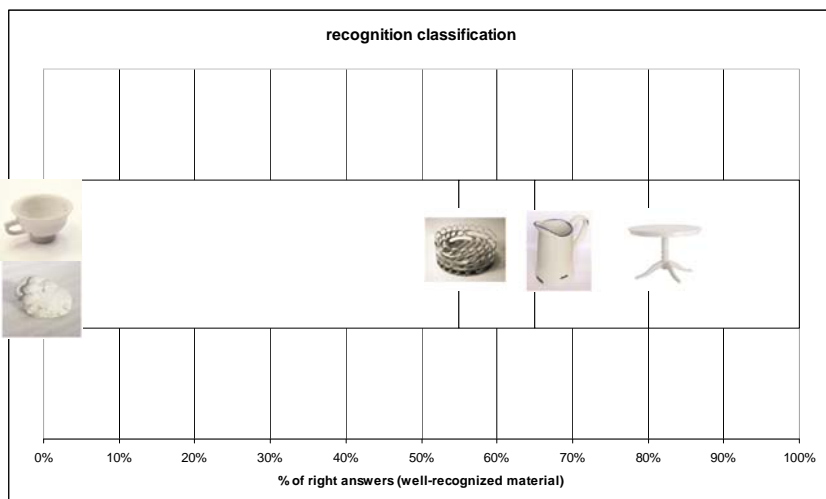 recognition classification
0% 10% 20% 30% 40% 50% 60% 70% 80% 90% 100%
% of right answers (well-recognized material)